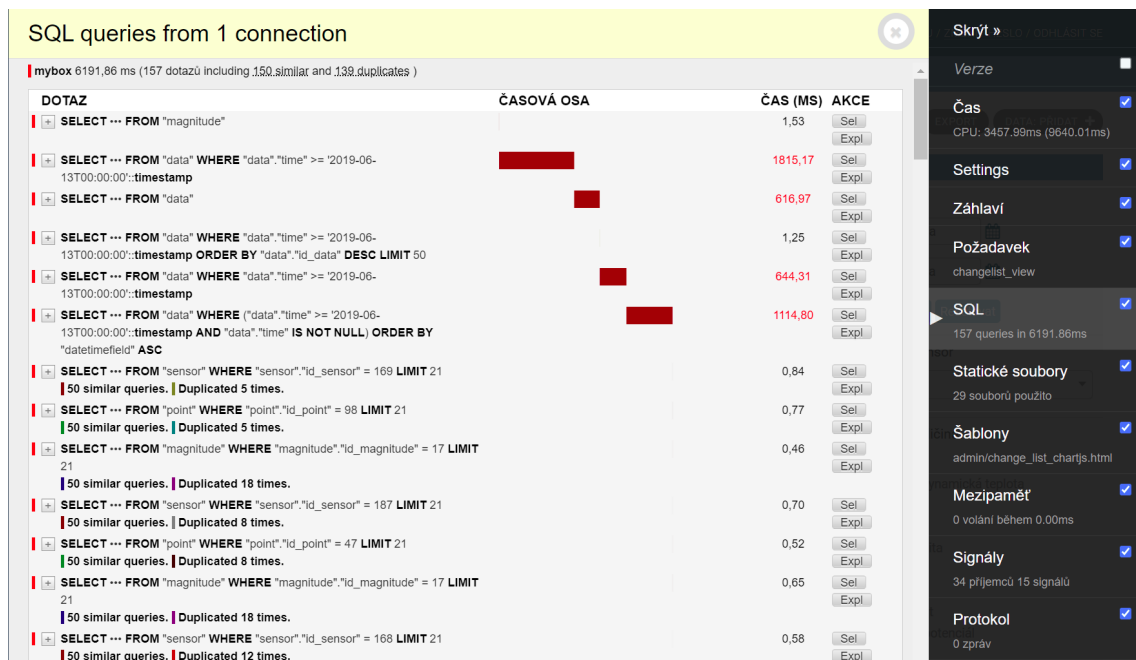 SQL queries from 1 connection
mybox 6191,86 ms (157 dotazů including 150 similar and 139 duplicates )
DOTAZ ČASOVÁ OSA ČAS (MS) AKCE
+ SELECT ··· FROM "magnitude" 1,53 Sel
Expl
+ SELECT ··· FROM "data" WHERE "data"."time" >= '2019-06- 1815,17 Sel
13T00:00:00'::timestamp Expl
+ SELECT ··· FROM "data" 616,97 Sel
Expl
+ SELECT ··· FROM "data" WHERE "data"."time" >= '2019-06- 1,25 Sel
13T00:00:00'::timestamp ORDER BY "data"."id_data" DESC LIMIT 50 Expl
+ SELECT ··· FROM "data" WHERE "data"."time" >= '2019-06- 644,31 Sel
13T00:00:00'::timestamp Expl
+ SELECT ··· FROM "data" WHERE ("data"."time" >= '2019-06- 1114,80 Sel
13T00:00:00'::timestamp AND "data"."time" IS NOT NULL) ORDER BY Expl
"datetimefield" ASC
+ SELECT ··· FROM "sensor" WHERE "sensor"."id_sensor" = 169 LIMIT 21 0,84 Sel
50 similar queries. Duplicated 5 times. Expl
+ SELECT ··· FROM "point" WHERE "point"."id_point" = 98 LIMIT 21 0,77 Sel
50 similar queries. Duplicated 5 times. Expl
+ SELECT ··· FROM "magnitude" WHERE "magnitude"."id_magnitude" = 17 LIMIT 0,46 Sel
21 Expl
50 similar queries. Duplicated 18 times.
+ SELECT ··· FROM "sensor" WHERE "sensor"."id_sensor" = 187 LIMIT 21 0,70 Sel
50 similar queries. Duplicated 8 times. Expl
+ SELECT ··· FROM "point" WHERE "point"."id_point" = 47 LIMIT 21 0,52 Sel
50 similar queries. Duplicated 8 times. Expl
+ SELECT ··· FROM "magnitude" WHERE "magnitude"."id_magnitude" = 17 LIMIT 0,65 Sel
21 Expl
50 similar queries. Duplicated 18 times.
+ SELECT ··· FROM "sensor" WHERE "sensor"."id_sensor" = 168 LIMIT 21 0,58 Sel
50 similar queries. Duplicated 12 times. Expl
Skrýt »
Verze
Čas
CPU: 3457.99ms (9640.01ms)
Settings
Záhlaví
Požadavek
changelist_view
SQL
157 queries in 6191.86ms
Statické soubory
29 souborů použito
Šablony
admin/change_list_chartjs.html
Mezipaměť
0 volání během 0.00ms
Signály
34 příjemců 15 signálů
Protokol
0 zpráv